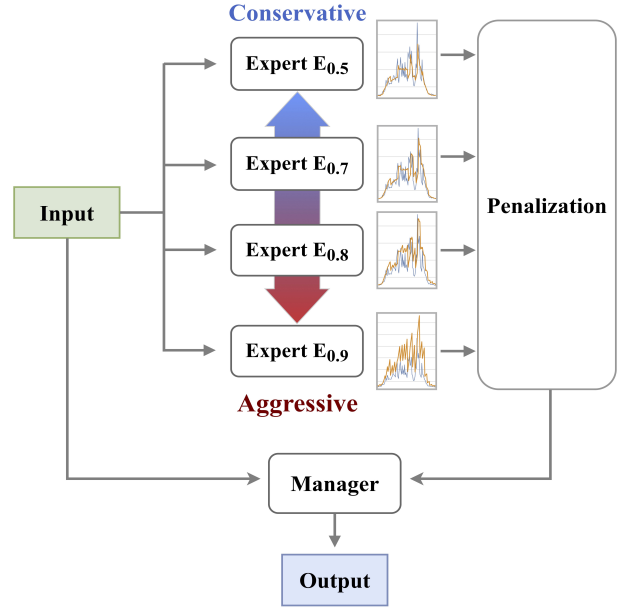 Conservative
Expert E0.5
Expert E0.7
Input
Penalization
Expert E0.8
Expert E0.9
Aggressive
Manager
Output